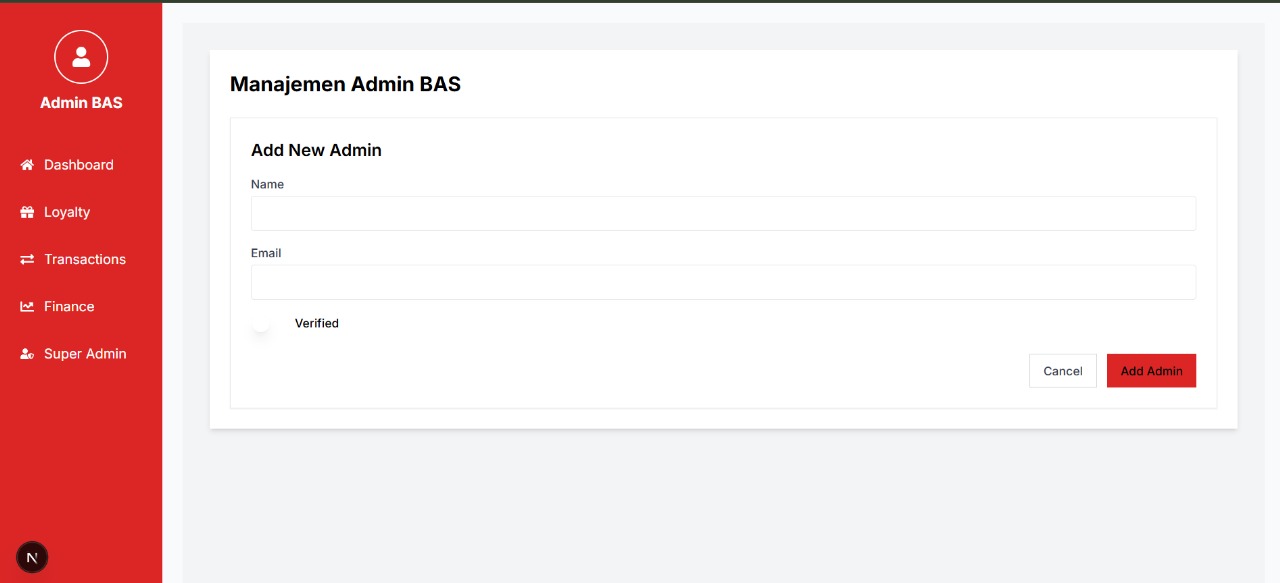 Admin BAS
Dashboard
Loyalty
Transactions
Finance
Super Admin
N
Manajemen Admin BAS
Add New Admin
Name
Email
Verified
Cancel
Add Admin